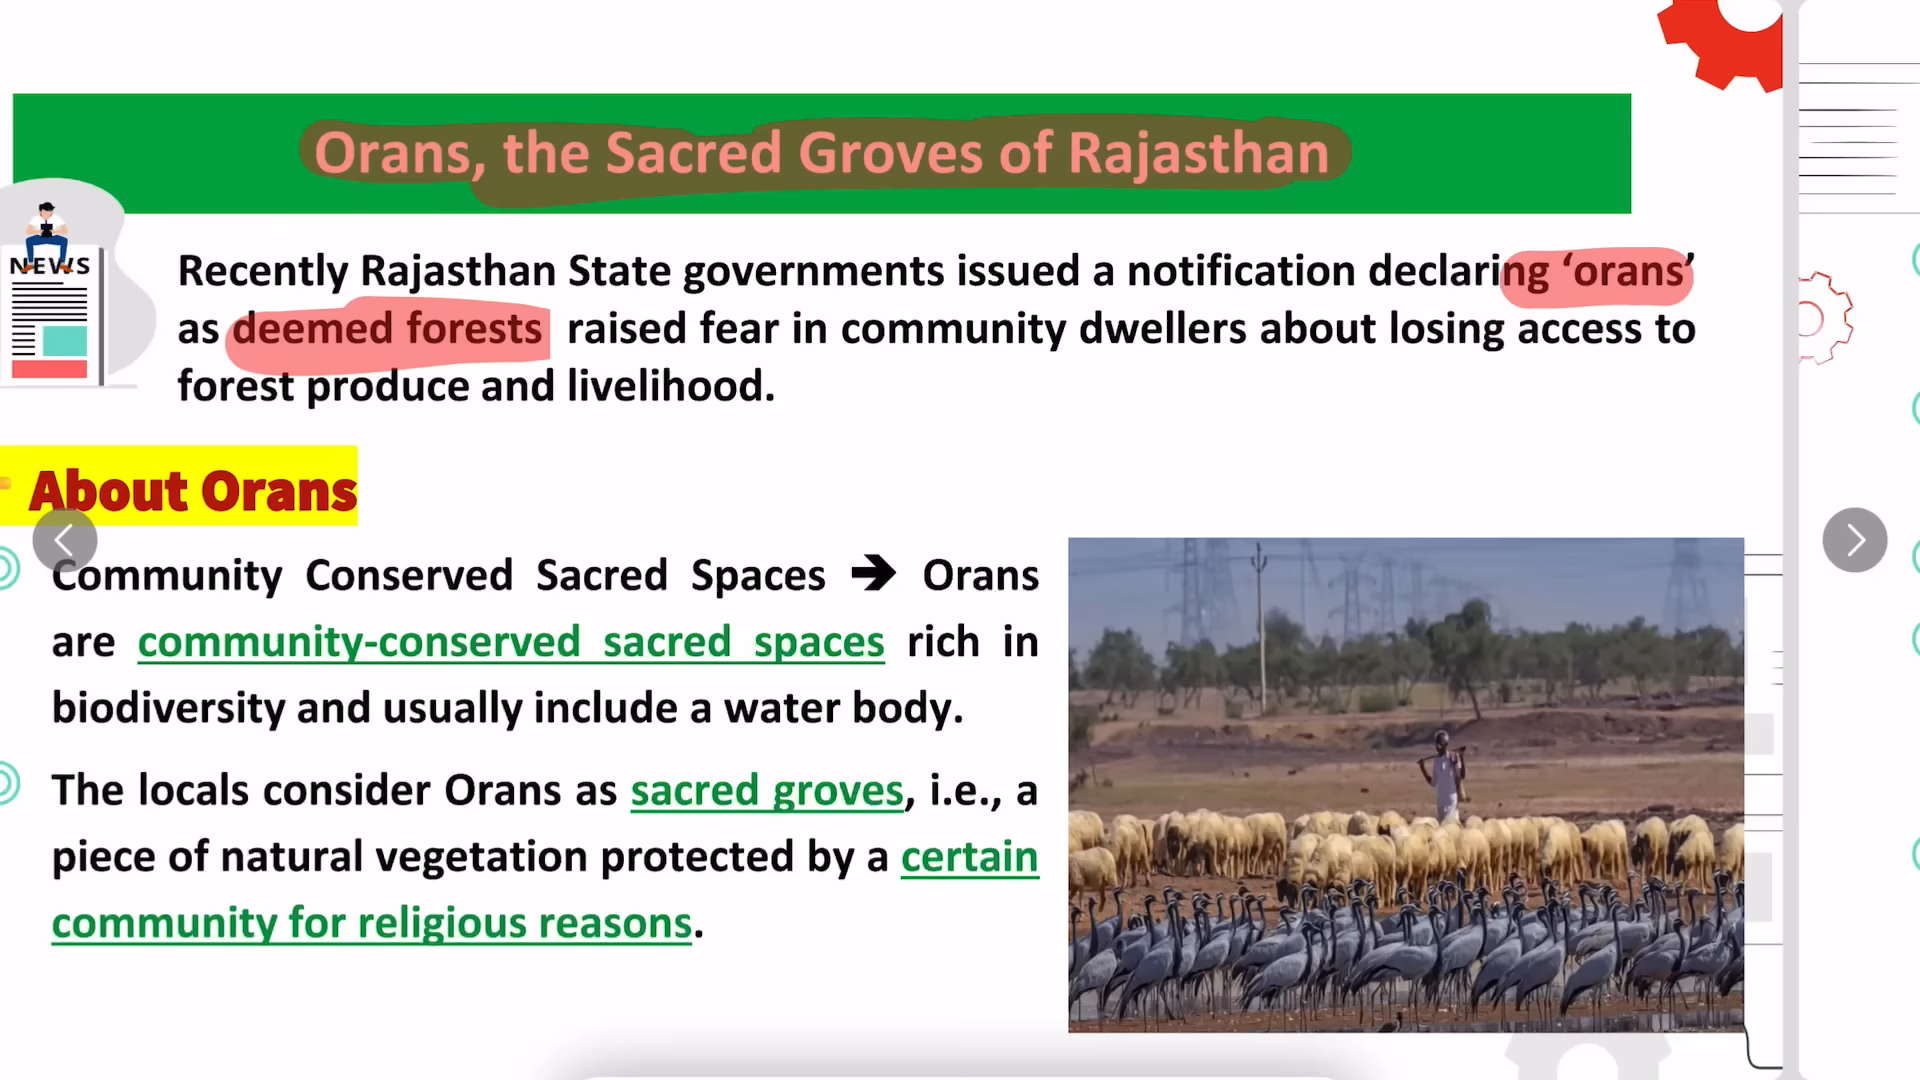 Orans, the Sacred Groves of Rajasthan
NEWS
Recently Rajasthan State governments issued a notification declaring ‘orans’
as deemed forests raised fear in community dwellers about losing access to
forest produce and livelihood.
About Orans
Community Conserved Sacred Spaces ➔ Orans
are community-conserved sacred spaces rich in
biodiversity and usually include a water body.
The locals consider Orans as sacred groves, i.e., a
piece of natural vegetation protected by a certain
community for religious reasons.